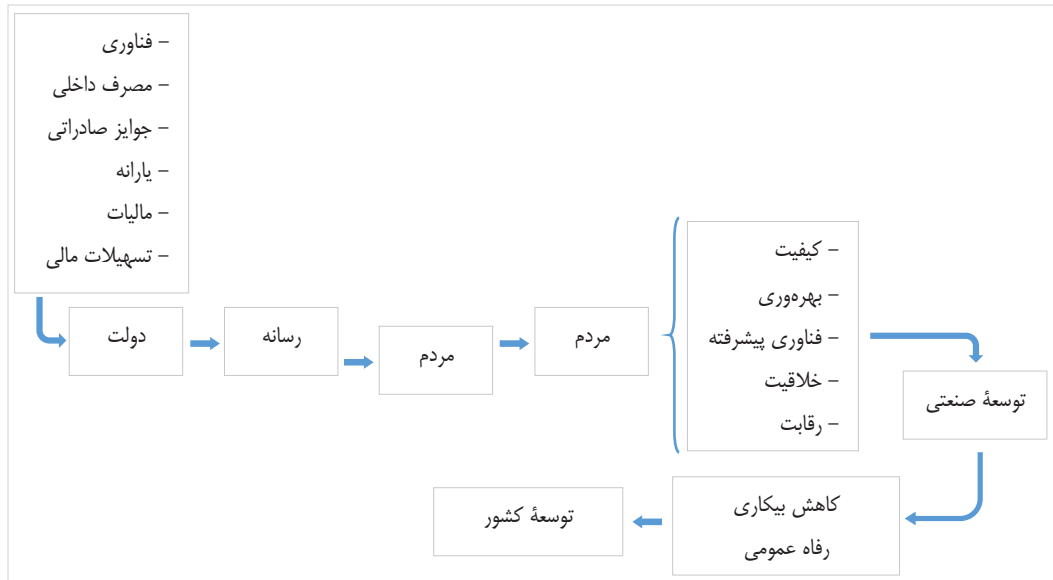 – فناوری
– مصرف داخلی
– جوایز صادراتی
– یارانه
– مالیات
– تسهیلات مالی
دولت
رسانه
مردم
مردم
– کیفیت
– بهره‌وری
– فناوری پیشرفته
– خلاقیت
– رقابت
توسعهٔ صنعتی
کاهش بیکاری
رفاه عمومی
توسعهٔ کشور